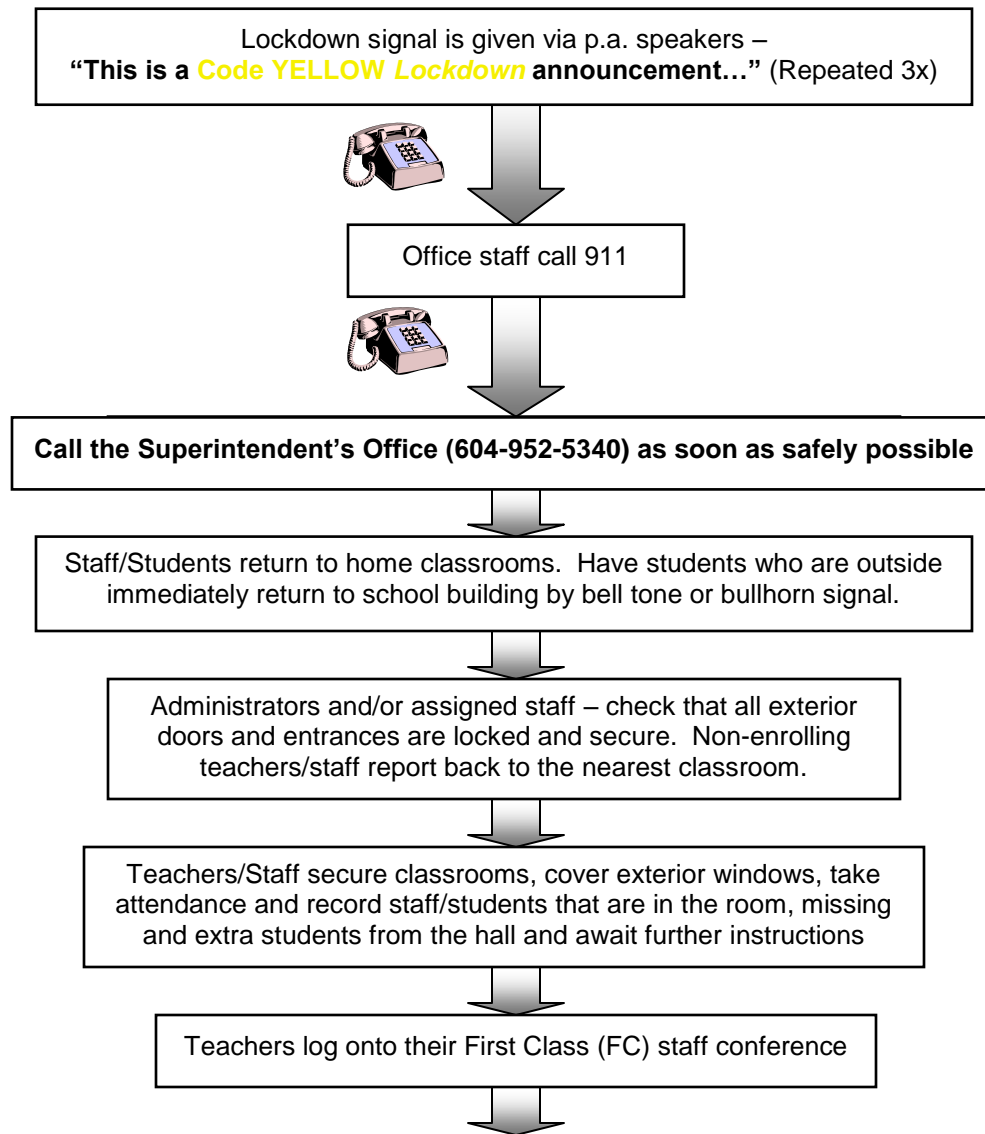 Lockdown signal is given via p.a. speakers –
“This is a Code YELLOW Lockdown announcement…” (Repeated 3x)
Office staff call 911
Call the Superintendent’s Office (604-952-5340) as soon as safely possible
Staff/Students return to home classrooms.  Have students who are outside
immediately return to school building by bell tone or bullhorn signal.
Administrators and/or assigned staff – check that all exterior
doors and entrances are locked and secure.  Non-enrolling
teachers/staff report back to the nearest classroom.
Teachers/Staff secure classrooms, cover exterior windows, take
attendance and record staff/students that are in the room, missing
and extra students from the hall and await further instructions
Teachers log onto their First Class (FC) staff conference